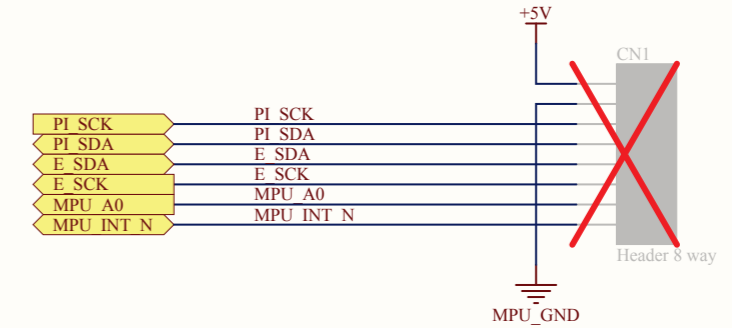 +5V
CN1
PI_SCK PI_SCK
PI_SDA PI_SDA
E_SDA E_SDA
E_SCK E_SCK
MPU_A0 MPU_A0
MPU_INT_N MPU_INT_N
Header 8 way
MPU_GND